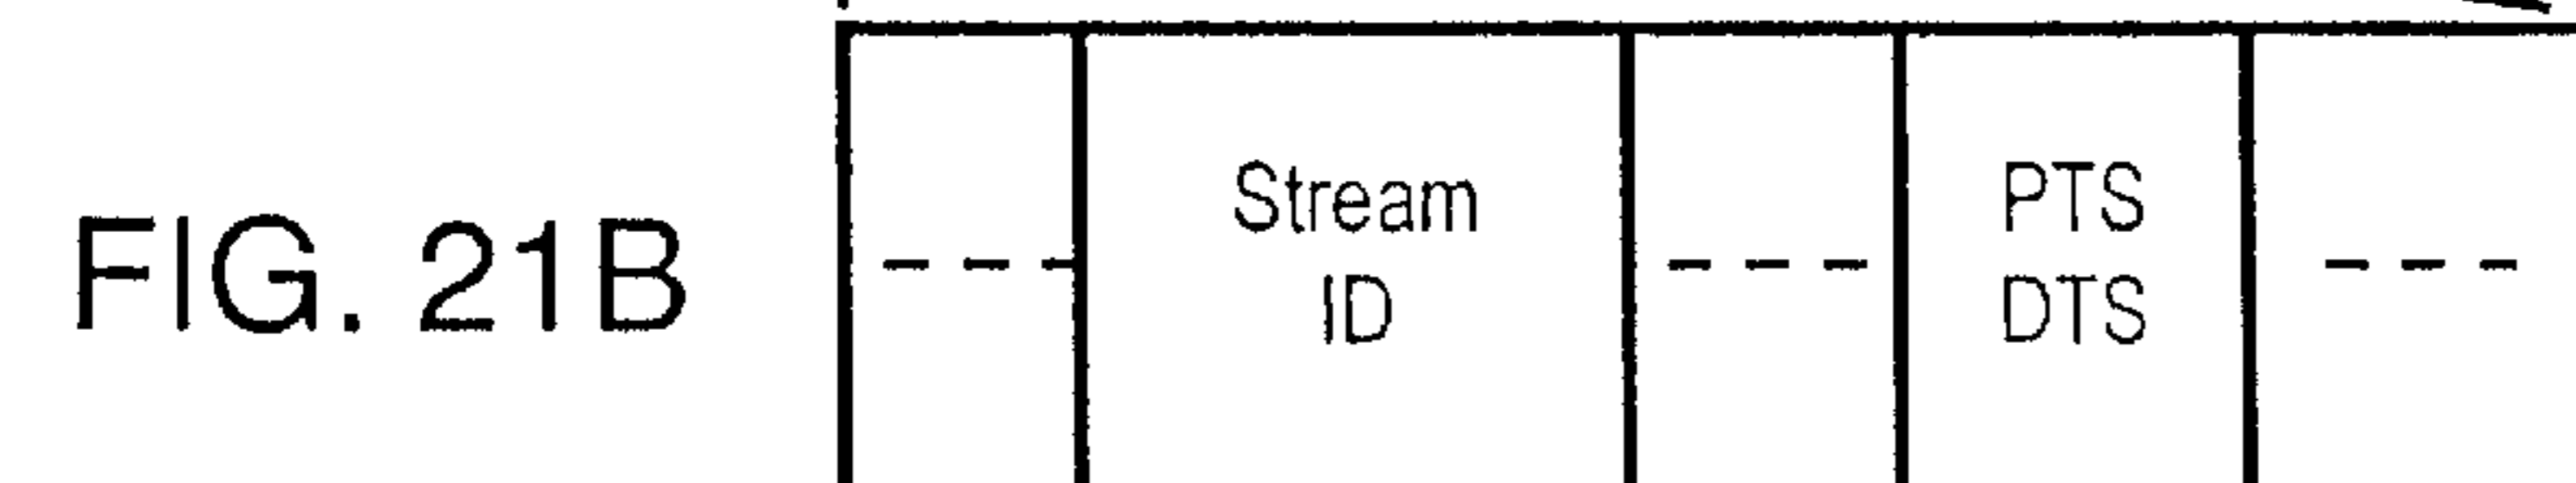 FIG. 21B
Stream
ID
PTS
DTS